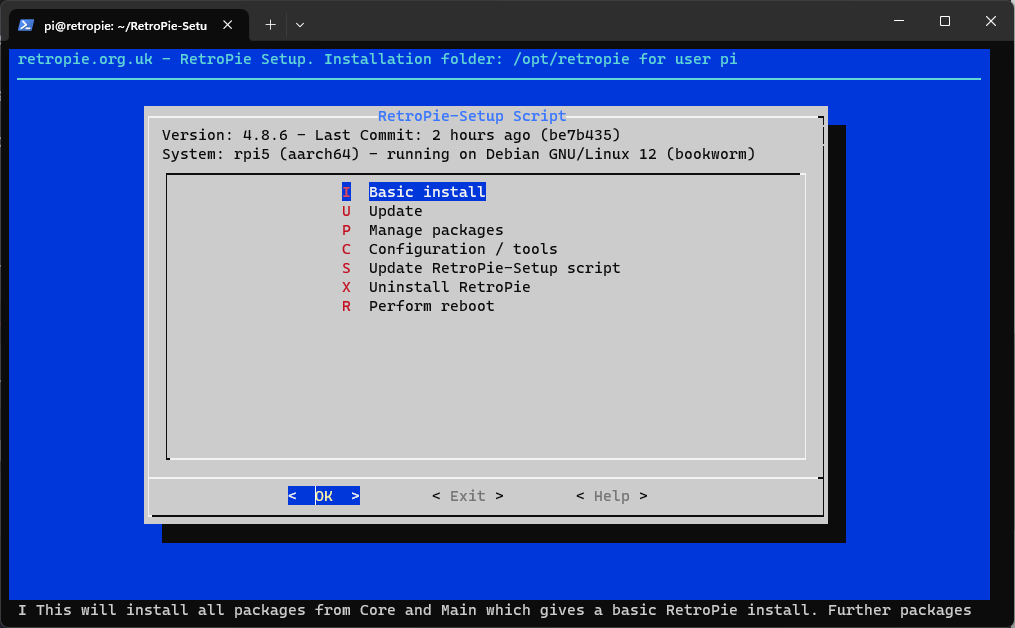 pi@retropie: ~/RetroPie-Setu
retropie.org.uk - RetroPie Setup. Installation folder: /opt/retropie for user pi
RetroPie-Setup Script
Version: 4.8.6 - Last Commit: 2 hours ago (be7b435)
System: rpi5 (aarch64) - running on Debian GNU/Linux 12 (bookworm)
I Basic install
U Update
P Manage packages
C Configuration / tools
S Update RetroPie-Setup script
X Uninstall RetroPie
R Perform reboot
< OK > < Exit > < Help >
I This will install all packages from Core and Main which gives a basic RetroPie install. Further packages